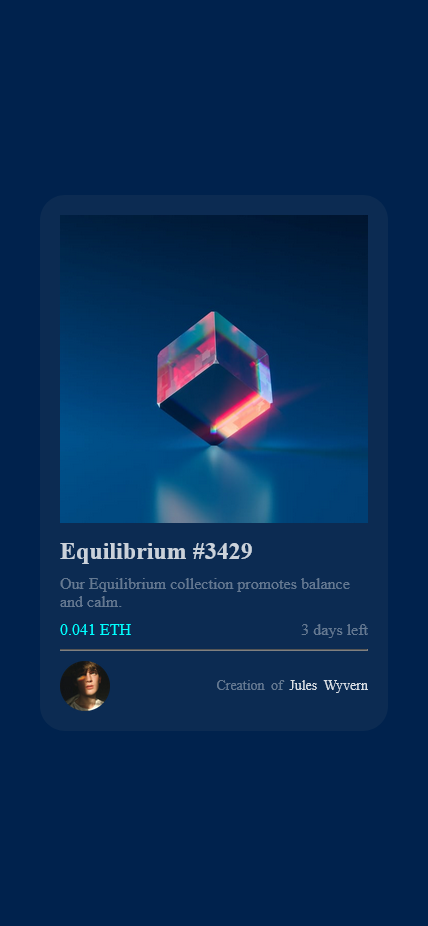 Equilibrium #3429
Our Equilibrium collection promotes balance
and calm.
0.041 ETH 3 days left
Creation of Jules Wyvern